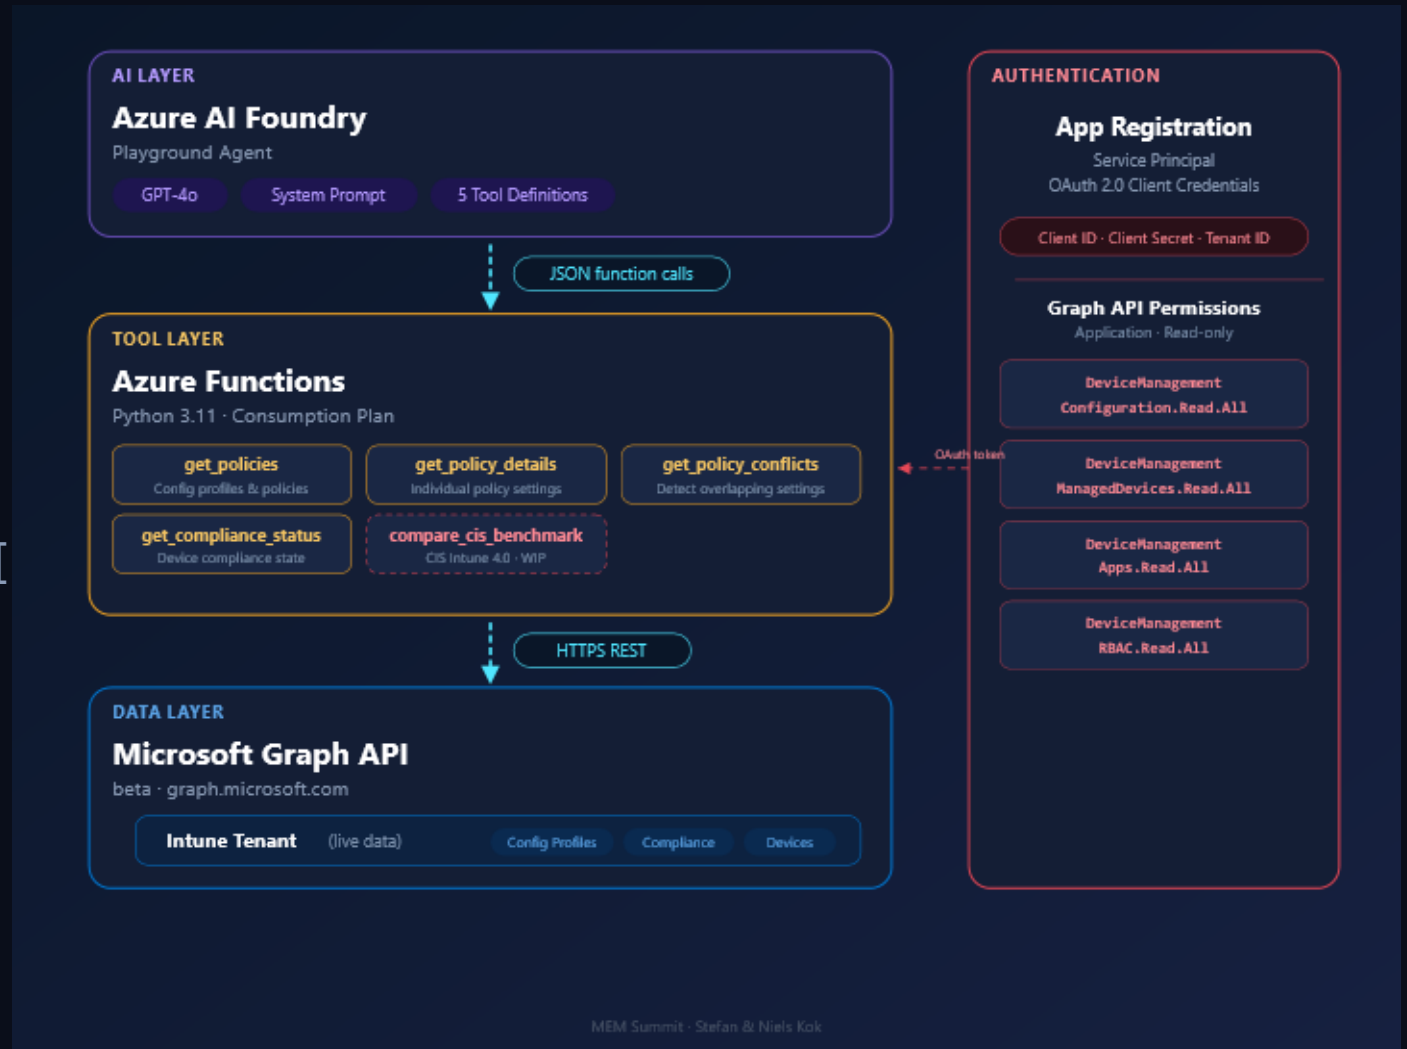 AI LAYER
Azure AI Foundry
Playground Agent
GPT-4o
System Prompt
5 Tool Definitions
JSON function calls
TOOL LAYER
Azure Functions
Python 3.11 · Consumption Plan
get_policies
Config profiles & policies
get_policy_details
Individual policy settings
get_policy_conflicts
Detect overlapping settings
get_compliance_status
Device compliance state
compare_cis_benchmark
CIS Intune 4.0 · WIP
HTTPS REST
DATA LAYER
Microsoft Graph API
beta · graph.microsoft.com
Intune Tenant (live data)
Config Profiles
Compliance
Devices
AUTHENTICATION
App Registration
Service Principal
OAuth 2.0 Client Credentials
Client ID · Client Secret · Tenant ID
Graph API Permissions
Application · Read-only
DeviceManagement
Configuration.Read.All
OAuth token
DeviceManagement
ManagedDevices.Read.All
DeviceManagement
Apps.Read.All
DeviceManagement
RBAC.Read.All
MEM Summit · Stefan & Niels Kok